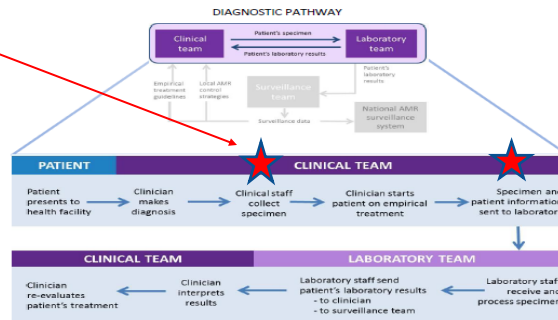 DIAGNOSTIC PATHWAY
Clinical
team
Patient's specimen
Patient's laboratory results
Laboratory
team
Empirical
treatment
guidelines
Local AMR
control
strategies
Patient's
laboratory
results
Surveillance
team
Surveillance data
National AMR
surveillance
system
PATIENT
CLINICAL TEAM
Patient
presents to
health facility
Clinician
makes
diagnosis
Clinical staff
collect
specimen
Clinician starts
patient on empirical
treatment
Specimen and
patient information
sent to laborator
CLINICAL TEAM
LABORATORY TEAM
Clinician
re-evaluates
patient's treatment
Clinician
interprets
results
Laboratory staff send
patient's laboratory results
- to clinician
- to surveillance team
Laboratory staff
receive and
process specimen